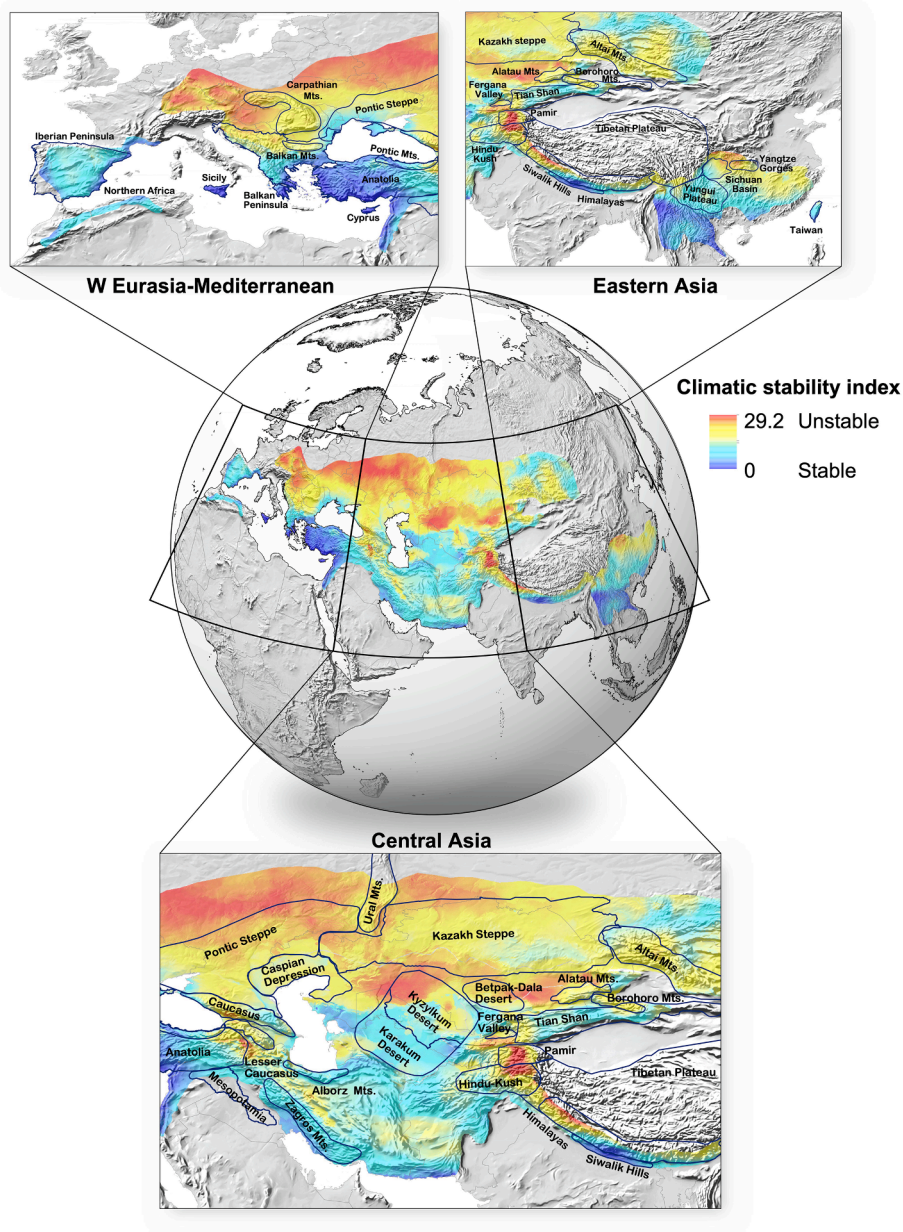 Carpathian
Mts.
Pontic Steppe
Iberian Peninsula
Balkan Mts.
Pontic Mts.
Sicily
Anatolia
Northern Africa
Balkan
Peninsula
Cyprus
W Eurasia-Mediterranean
Kazakh steppe
Altai Mts.
Alatau Mts.
Borohoro
Mts.
Fergana
Valley
Tian Shan
Pamir
Tibetan Plateau
Hindu-
Kush
Siwalik Hills
Himalayas
Yangtze
Gorges
Sichuan
Basin
Yungui
Plateau
Taiwan
Eastern Asia
Climatic stability index
29.2 Unstable
0 Stable
Central Asia
Ural Mts.
Pontic Steppe
Kazakh Steppe
Caspian
Depression
Altai Mts.
Alatau Mts.
Betpak-Dala
Desert
Borohoro Mts.
Kyzylkum
Desert
Caucasus
Fergana
Valley
Tian Shan
Karakum
Desert
Anatolia
Lesser
Caucasus
Pamir
Tibetan Plateau
Mesopotamia
Alborz Mts.
Hindu-Kush
Zagros Mts.
Himalayas
Siwalik Hills